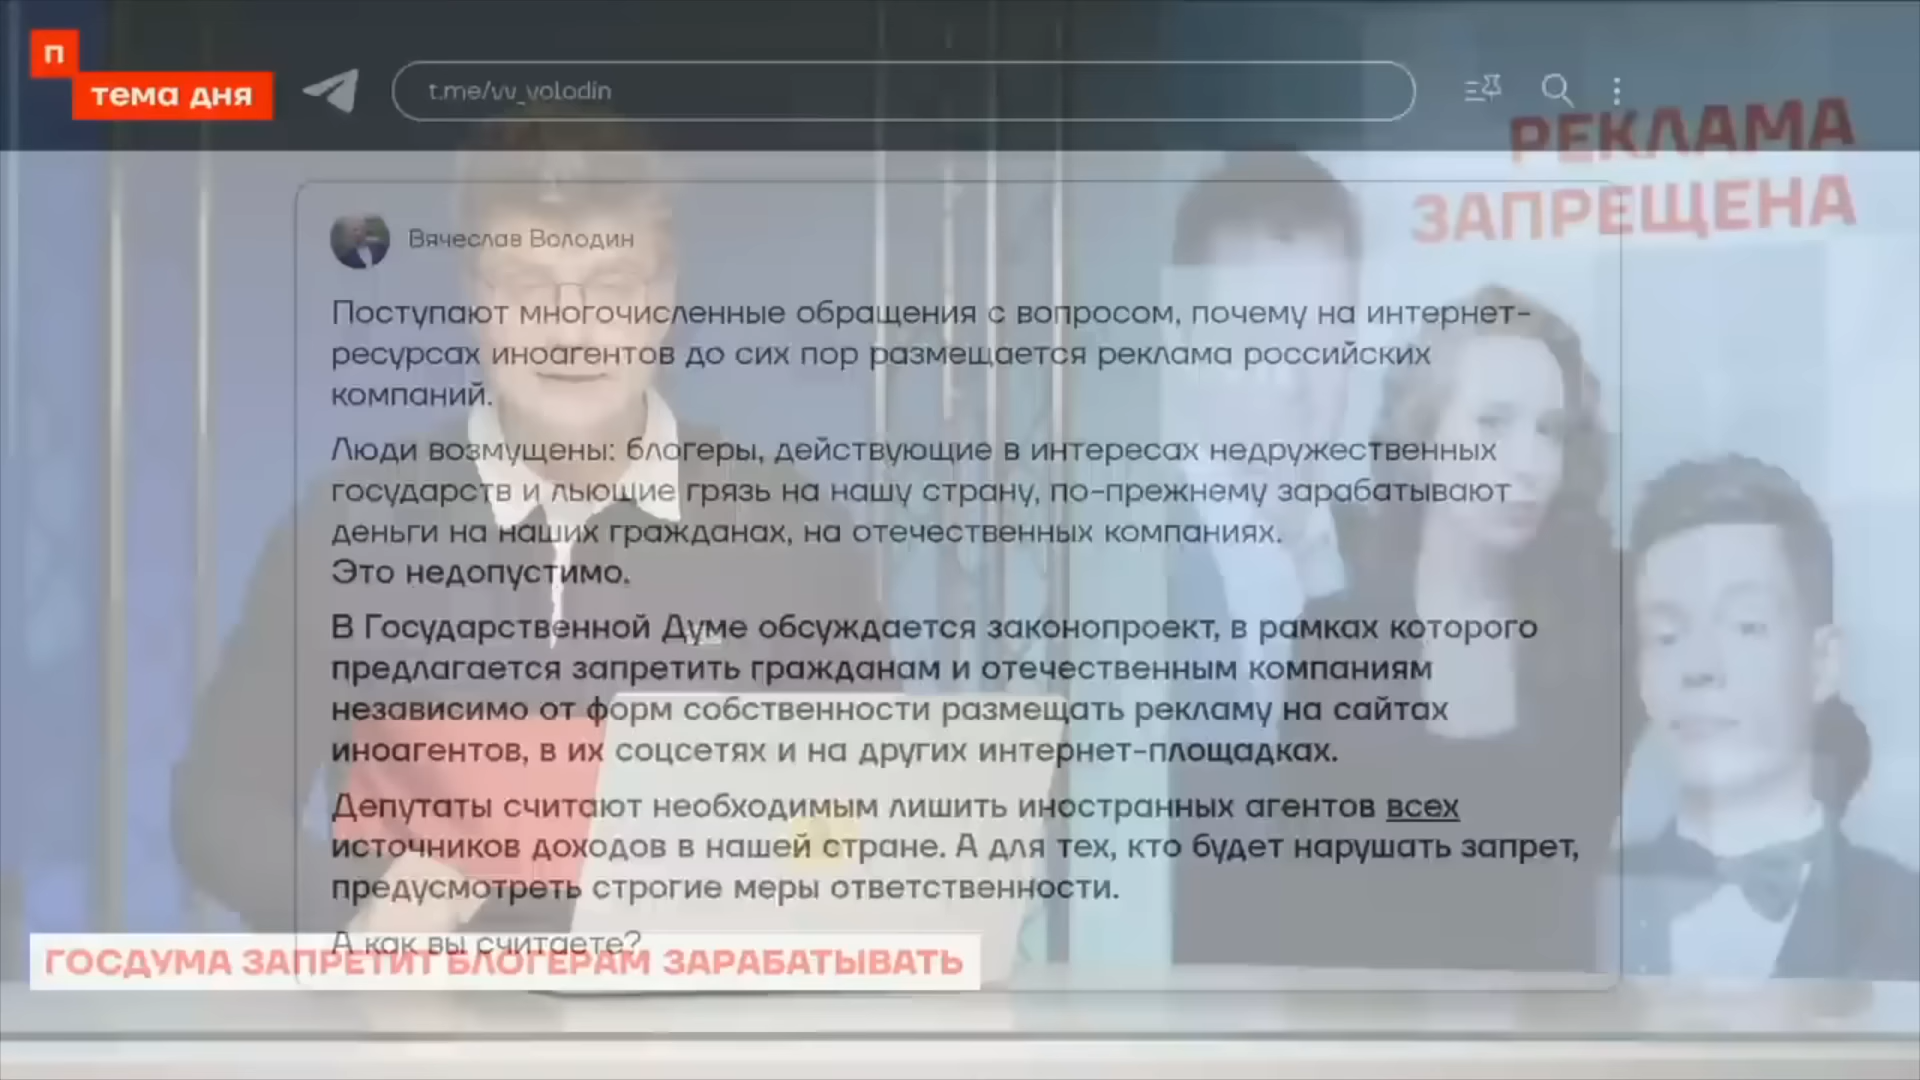 П
тема дня
t.me/vv_volodin
РЕКЛАМА
ЗАПРЕЩЕНА
Вячеслав Володин
Поступают многочисленные обращения с вопросом, почему на интернет-
ресурсах иноагентов до сих пор размещается реклама российских
компаний.
Люди возмущены: блогеры, действующие в интересах недружественных
государств и льющие грязь на нашу страну, по-прежнему зарабатывают
деньги на наших гражданах, на отечественных компаниях.
Это недопустимо.
В Государственной Думе обсуждается законопроект, в рамках которого
предлагается запретить гражданам и отечественным компаниям
независимо от форм собственности размещать рекламу на сайтах
иноагентов, в их соцсетях и на других интернет-площадках.
Депутаты считают необходимым лишить иностранных агентов всех
источников доходов в нашей стране. А для тех, кто будет нарушать запрет,
предусмотреть строгие меры ответственности.
А как вы считаете?
ГОСДУМА ЗАПРЕТИТ БЛОГЕРАМ ЗАРАБАТЫВАТЬ